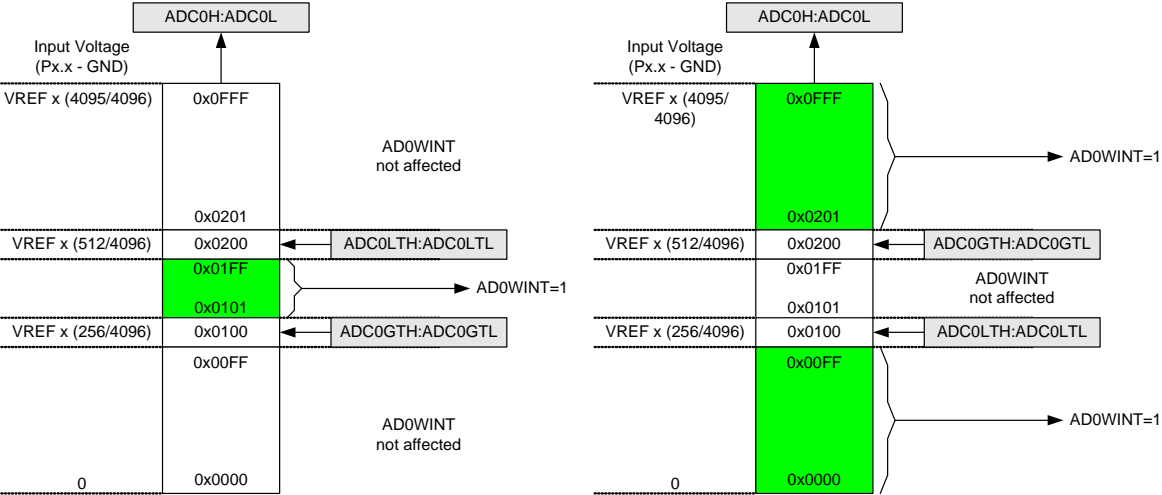 ADC0H:ADC0L
Input Voltage
(Px.x - GND)
VREF x (4095/4096)
0x0FFF
AD0WINT
not affected
0x0201
VREF x (512/4096)
0x0200
ADC0LTH:ADC0LTL
0x01FF
AD0WINT=1
0x0101
VREF x (256/4096)
0x0100
ADC0GTH:ADC0GTL
0x00FF
AD0WINT
not affected
0
0x0000
ADC0H:ADC0L
Input Voltage
(Px.x - GND)
VREF x (4095/
4096)
0x0FFF
AD0WINT=1
0x0201
VREF x (512/4096)
0x0200
ADC0GTH:ADC0GTL
0x01FF
AD0WINT
not affected
0x0101
VREF x (256/4096)
0x0100
ADC0LTH:ADC0LTL
0x00FF
AD0WINT=1
0
0x0000